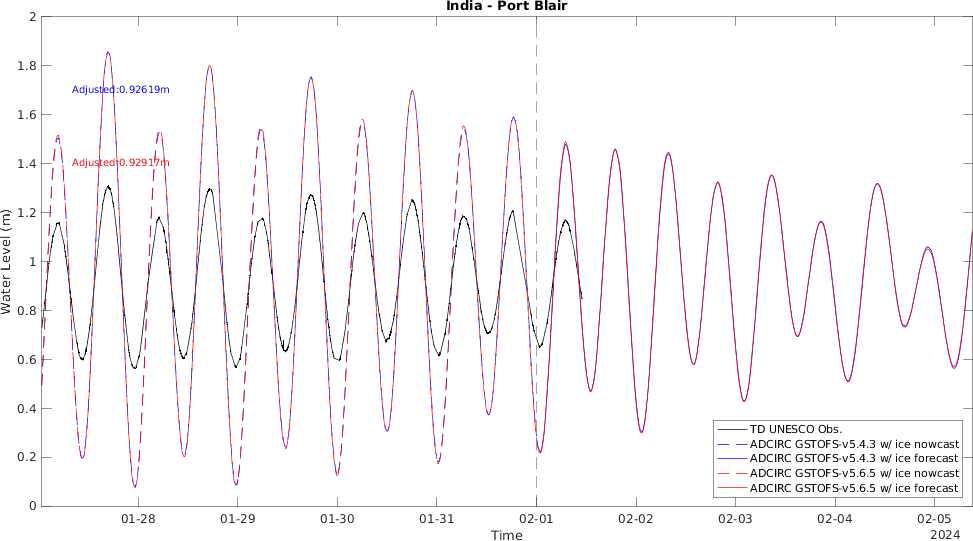 India - Port Blair
2
1.8
1.6
1.4
1.2
1
0.8
0.6
0.4
0.2
0
Water Level (m)
Adjusted:0.92619m
Adjusted:0.92917m
TD UNESCO Obs.
ADCIRC GSTOFS-v5.4.3 w/ ice nowcast
ADCIRC GSTOFS-v5.4.3 w/ ice forecast
ADCIRC GSTOFS-v5.6.5 w/ ice nowcast
ADCIRC GSTOFS-v5.6.5 w/ ice forecast
01-28 01-29 01-30 01-31 02-01 02-02 02-03 02-04 02-05
Time
2024